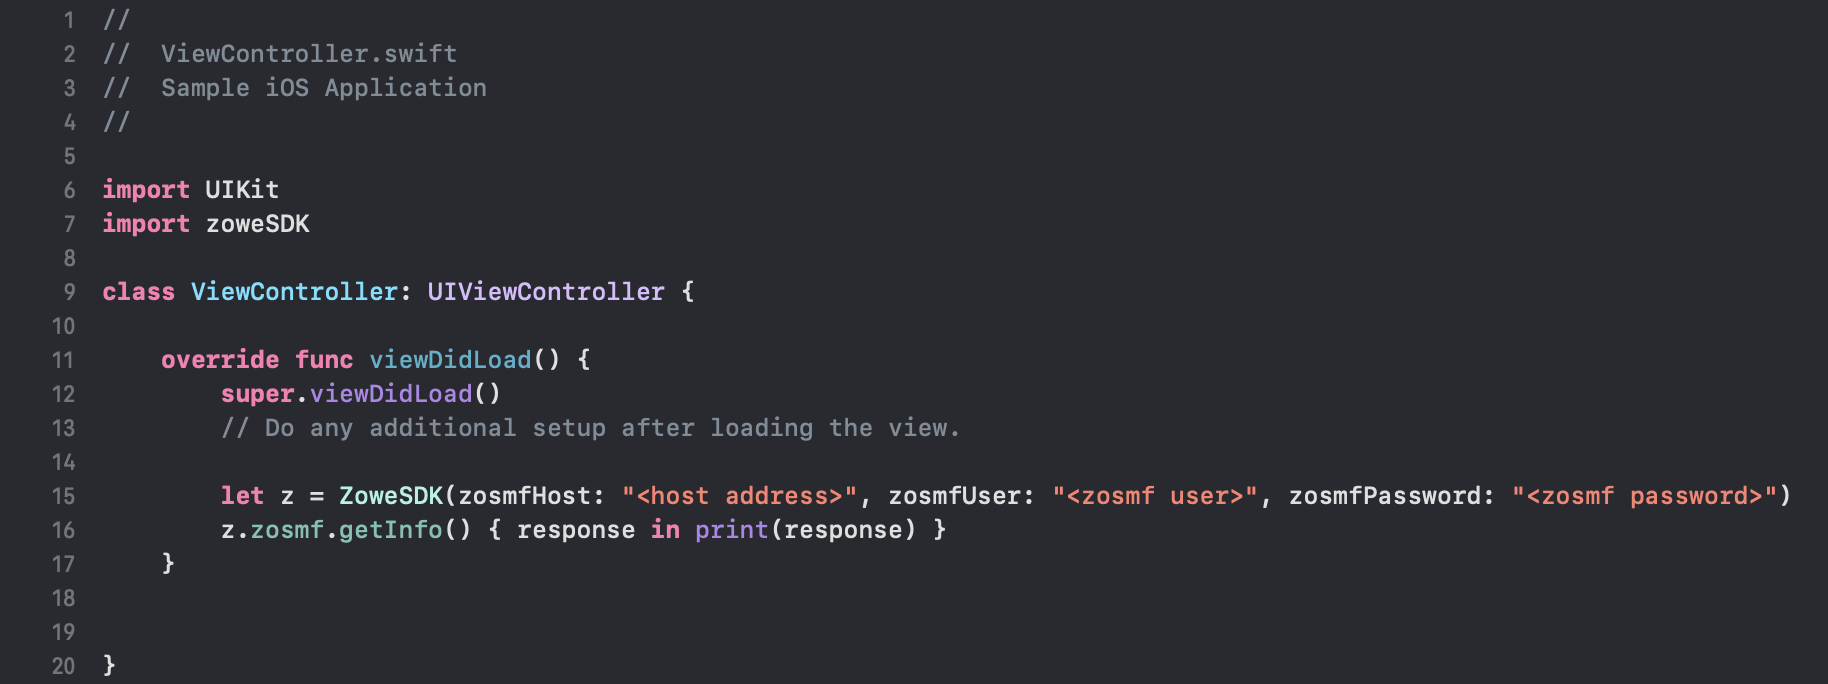 1 //
2 //  ViewController.swift
3 //  Sample iOS Application
4 //
5
6 import UIKit
7 import zoweSDK
8
9 class ViewController: UIViewController {
10
11     override func viewDidLoad() {
12         super.viewDidLoad()
13         // Do any additional setup after loading the view.
14
15         let z = ZoweSDK(zosmfHost: "<host address>", zosmfUser: "<zosmf user>", zosmfPassword: "<zosmf password>")
16         z.zosmf.getInfo() { response in print(response) }
17     }
18
19
20 }